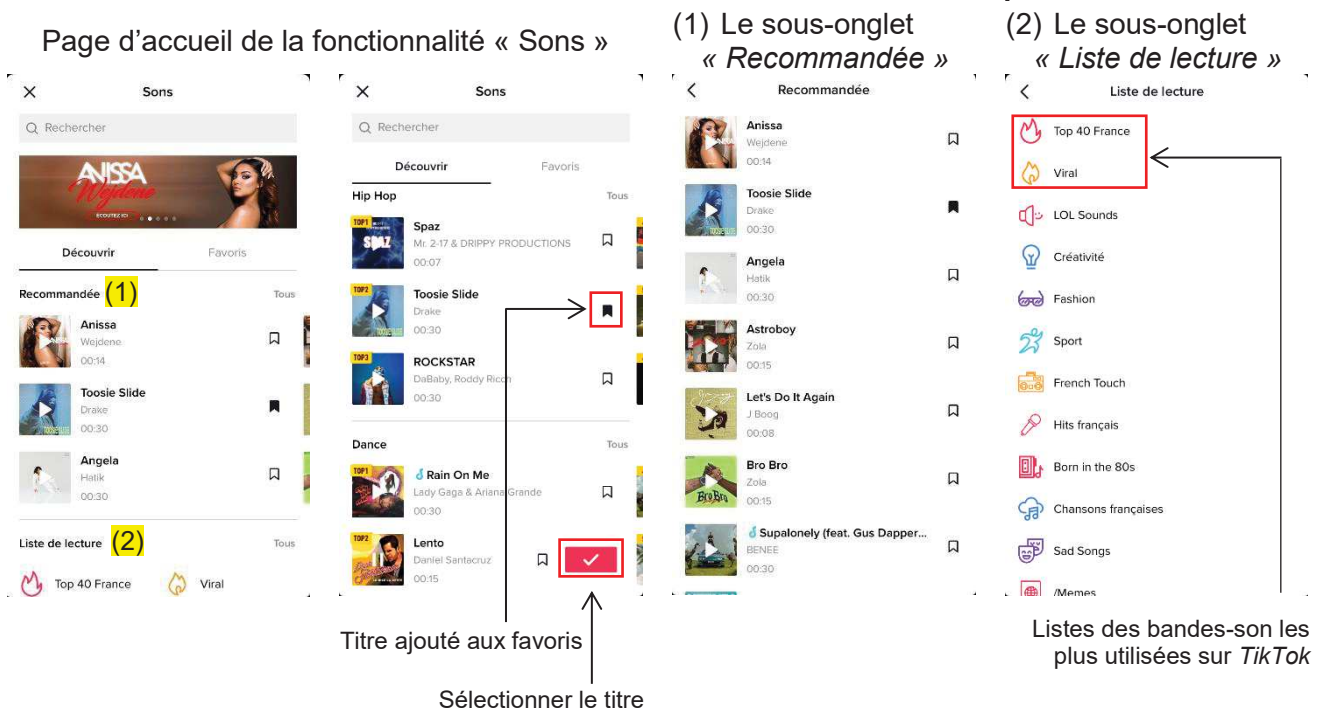 Page d'accueil de la fonctionnalité « Sons »
Sons
Rechercher
ANISSA
Wejdene
ÉCOUTEZ ICI
Découvrir Favoris
Recommandée (1) Tous
Anissa
Wejdene
00:14
Toosie Slide
Drake
00:30
Angela
Hatik
00:30
Liste de lecture (2) Tous
Top 40 France Viral
Sons
Rechercher
Découvrir Favoris
Hip Hop Tous
TOP1
SPAZ
Spaz
Mr. 2-17 & DRIPPY PRODUCTIONS
00:07
TOP2
Toosie Slide
Drake
00:30
TOP3
ROCKSTAR
DaBaby, Roddy Ricch
00:30
Dance Tous
TOP1
Rain On Me
Lady Gaga & Ariana Grande
00:30
TOP2
Lento
Daniel Santacruz
00:15
Titre ajouté aux favoris
Sélectionner le titre
(1) Le sous-onglet
« Recommandée »
Recommandée
Anissa
Wejdene
00:14
Toosie Slide
Drake
00:30
Angela
Hatik
00:30
Astroboy
Zola
00:15
Let's Do It Again
J Boog
00:08
Bro Bro
Bro Bro
Zola
00:15
Supalonely (feat. Gus Dapper...
BENEE
00:30
(2) Le sous-onglet
« Liste de lecture »
Liste de lecture
Top 40 France
Viral
LOL Sounds
Créativité
Fashion
Sport
French Touch
Hits français
Born in the 80s
Chansons françaises
Sad Songs
/Memes
Listes des bandes-son les
plus utilisées sur TikTok